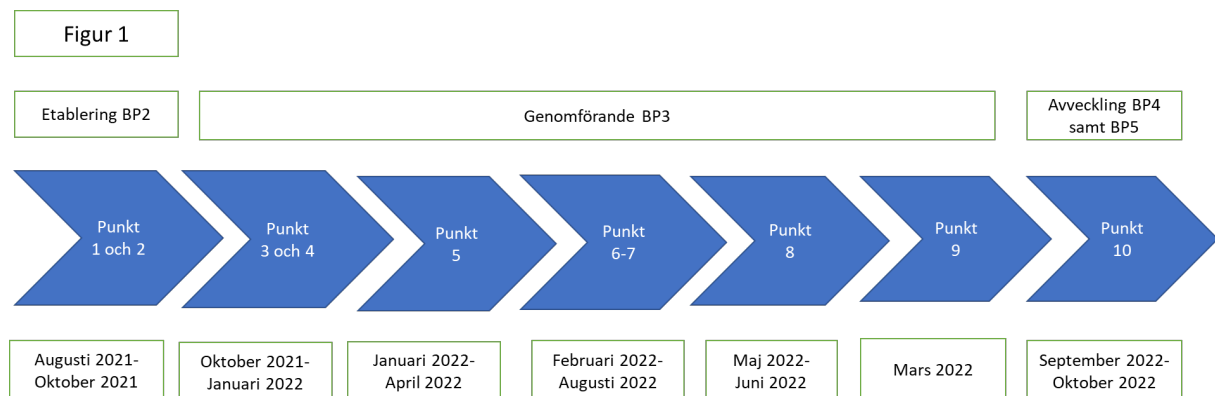 Figur 1
Etablering BP2
Genomförande BP3
Avveckling BP4
samt BP5
Punkt
1 och 2
Punkt
3 och 4
Punkt
5
Punkt
6-7
Punkt
8
Punkt
9
Punkt
10
Augusti 2021-
Oktober 2021
Oktober 2021-
Januari 2022
Januari 2022-
April 2022
Februari 2022-
Augusti 2022
Maj 2022-
Juni 2022
Mars 2022
September 2022-
Oktober 2022